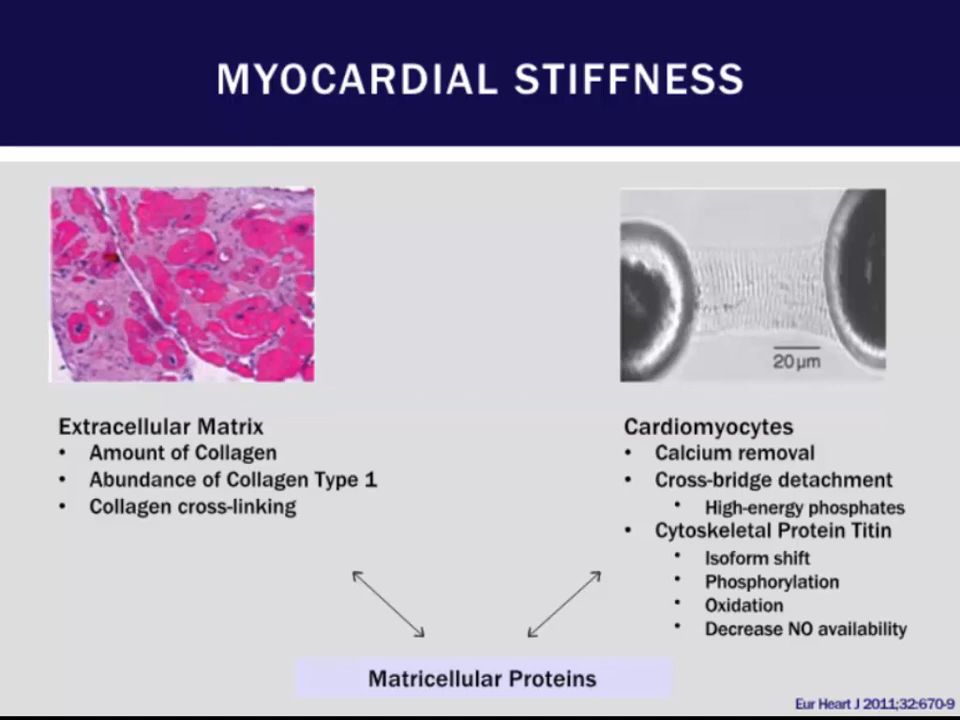 MYOCARDIAL STIFFNESS
20 µm
Extracellular Matrix
• Amount of Collagen
• Abundance of Collagen Type 1
• Collagen cross-linking
Cardiomyocytes
• Calcium removal
• Cross-bridge detachment
• High-energy phosphates
• Cytoskeletal Protein Titin
• Isoform shift
• Phosphorylation
• Oxidation
• Decrease NO availability
Matricellular Proteins
Eur Heart J 2011;32:670-9